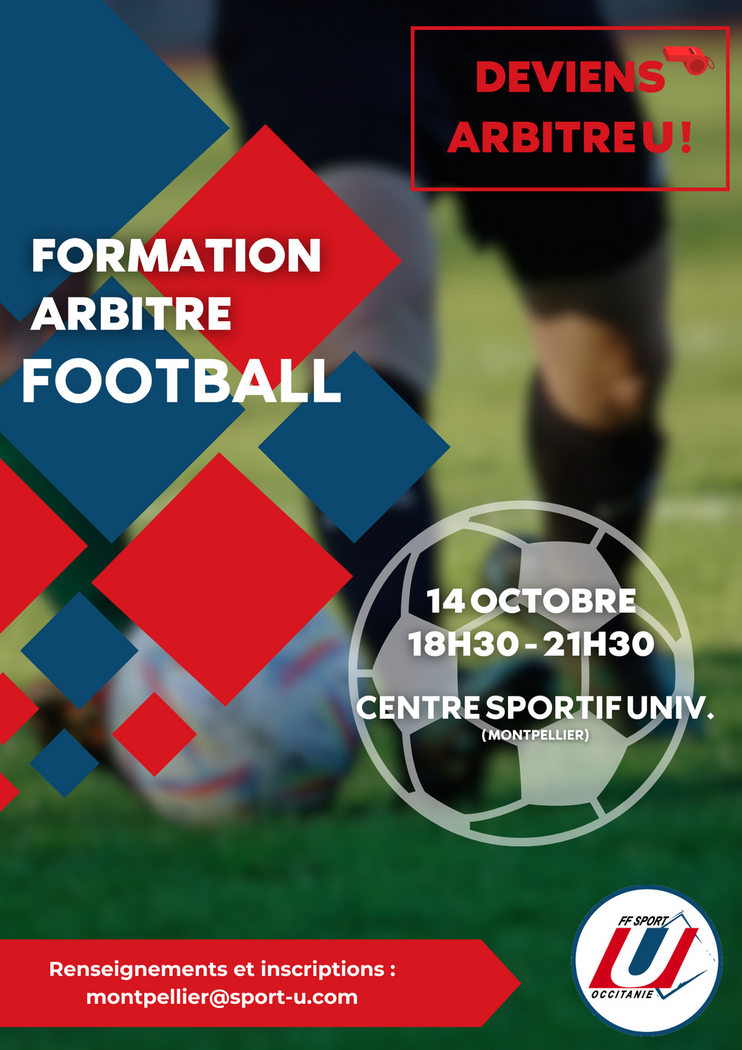 DEVIENS
ARBITRE U !
FORMATION
ARBITRE
FOOTBALL
14 OCTOBRE
18H30 - 21H30
CENTRE SPORTIF UNIV.
(MONTPELLIER)
Renseignements et inscriptions :
montpellier@sport-u.com
FF SPORT
U
OCCITANIE